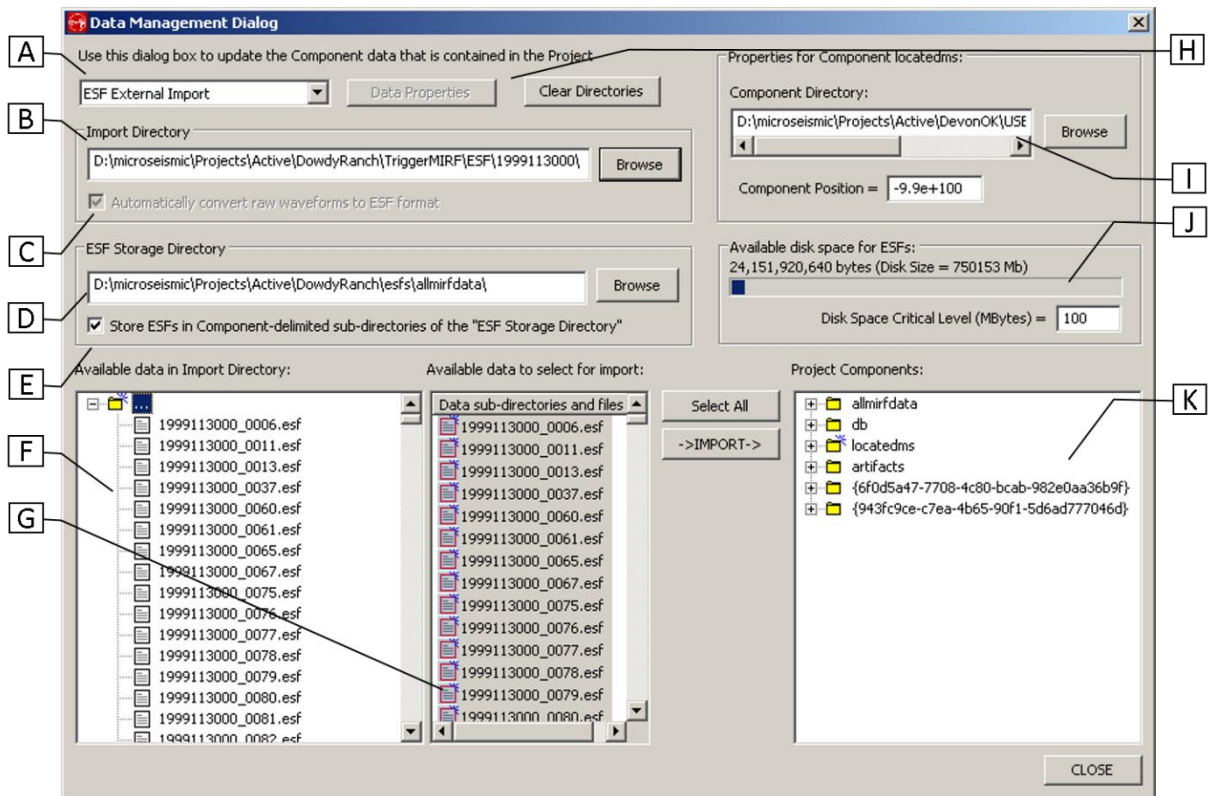 Data Management Dialog
A
Use this dialog box to update the Component data that is contained in the Project
H
ESF External Import
Data Properties
Clear Directories
B
Import Directory
D:\microseismic\Projects\Active\DowdyRanch\TriggerMIRF\ESF\1999113000\
Browse
Automatically convert raw waveforms to ESF format
C
ESF Storage Directory
D:\microseismic\Projects\Active\DowdyRanch\esfs\allmirfdata\
Browse
D
Store ESFs in Component-delimited sub-directories of the "ESF Storage Directory"
E
Properties for Component locatedms:
Component Directory:
D:\microseismic\Projects\Active\DevonOK\USE
Browse
I
Component Position = -9.9e+100
J
Available disk space for ESFs:
24,151,920,640 bytes (Disk Size = 750153 Mb)
Disk Space Critical Level (MBytes) = 100
Available data in Import Directory:
...
1999113000_0006.esf
1999113000_0011.esf
1999113000_0013.esf
1999113000_0037.esf
1999113000_0060.esf
1999113000_0061.esf
1999113000_0065.esf
1999113000_0067.esf
1999113000_0075.esf
1999113000_0076.esf
1999113000_0077.esf
1999113000_0078.esf
1999113000_0079.esf
1999113000_0080.esf
1999113000_0081.esf
1999113000_0082.esf
F
G
Available data to select for import:
Data sub-directories and files
1999113000_0006.esf
1999113000_0011.esf
1999113000_0013.esf
1999113000_0037.esf
1999113000_0060.esf
1999113000_0061.esf
1999113000_0065.esf
1999113000_0067.esf
1999113000_0075.esf
1999113000_0076.esf
1999113000_0077.esf
1999113000_0078.esf
1999113000_0079.esf
1999113000_0080.esf
Select All
->IMPORT->
Project Components:
allmirfdata
db
locatedms
artifacts
{6f0d5a47-7708-4c80-bcab-982e0aa36b9f}
{943fc9ce-c7ea-4b65-90f1-5d6ad777046d}
K
CLOSE